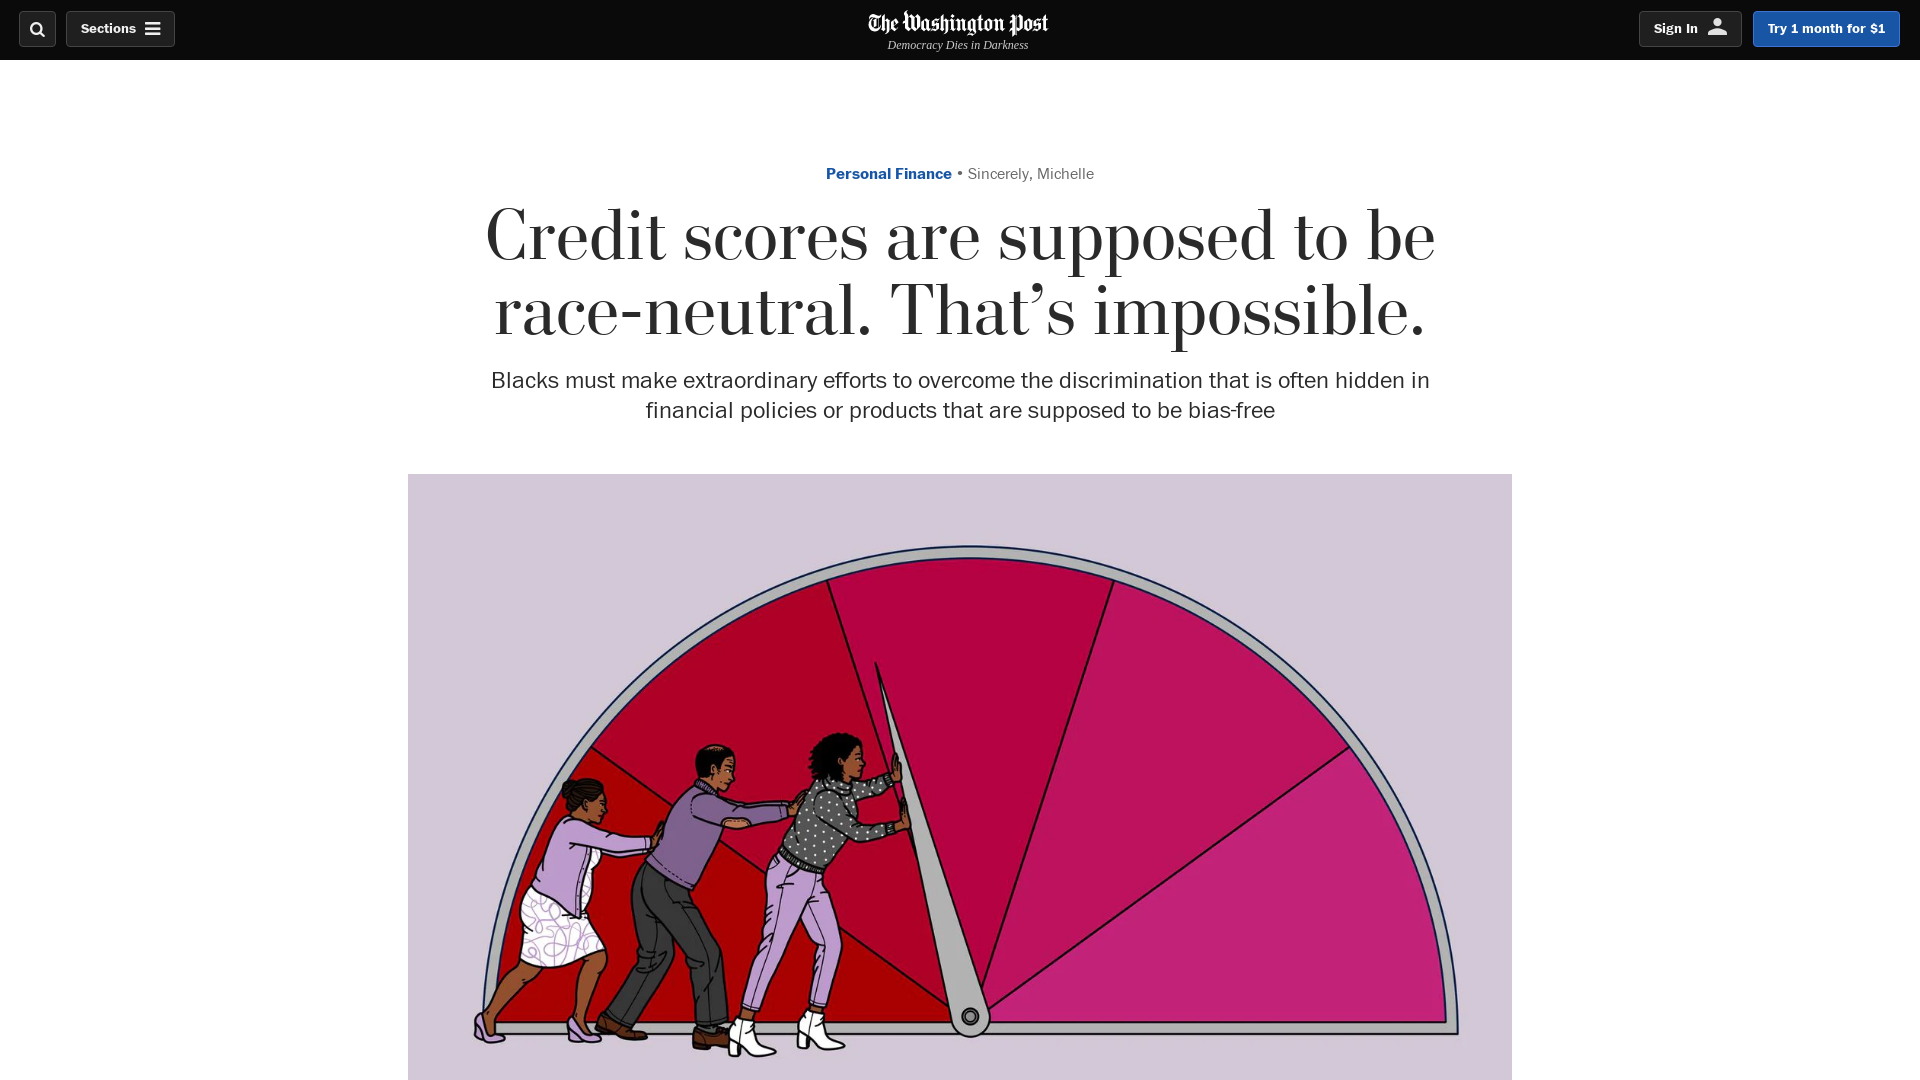 Sections
The Washington Post
Democracy Dies in Darkness
Sign In
Try 1 month for $1
Personal Finance • Sincerely, Michelle
Credit scores are supposed to be
race-neutral. That’s impossible.
Blacks must make extraordinary efforts to overcome the discrimination that is often hidden in
financial policies or products that are supposed to be bias-free